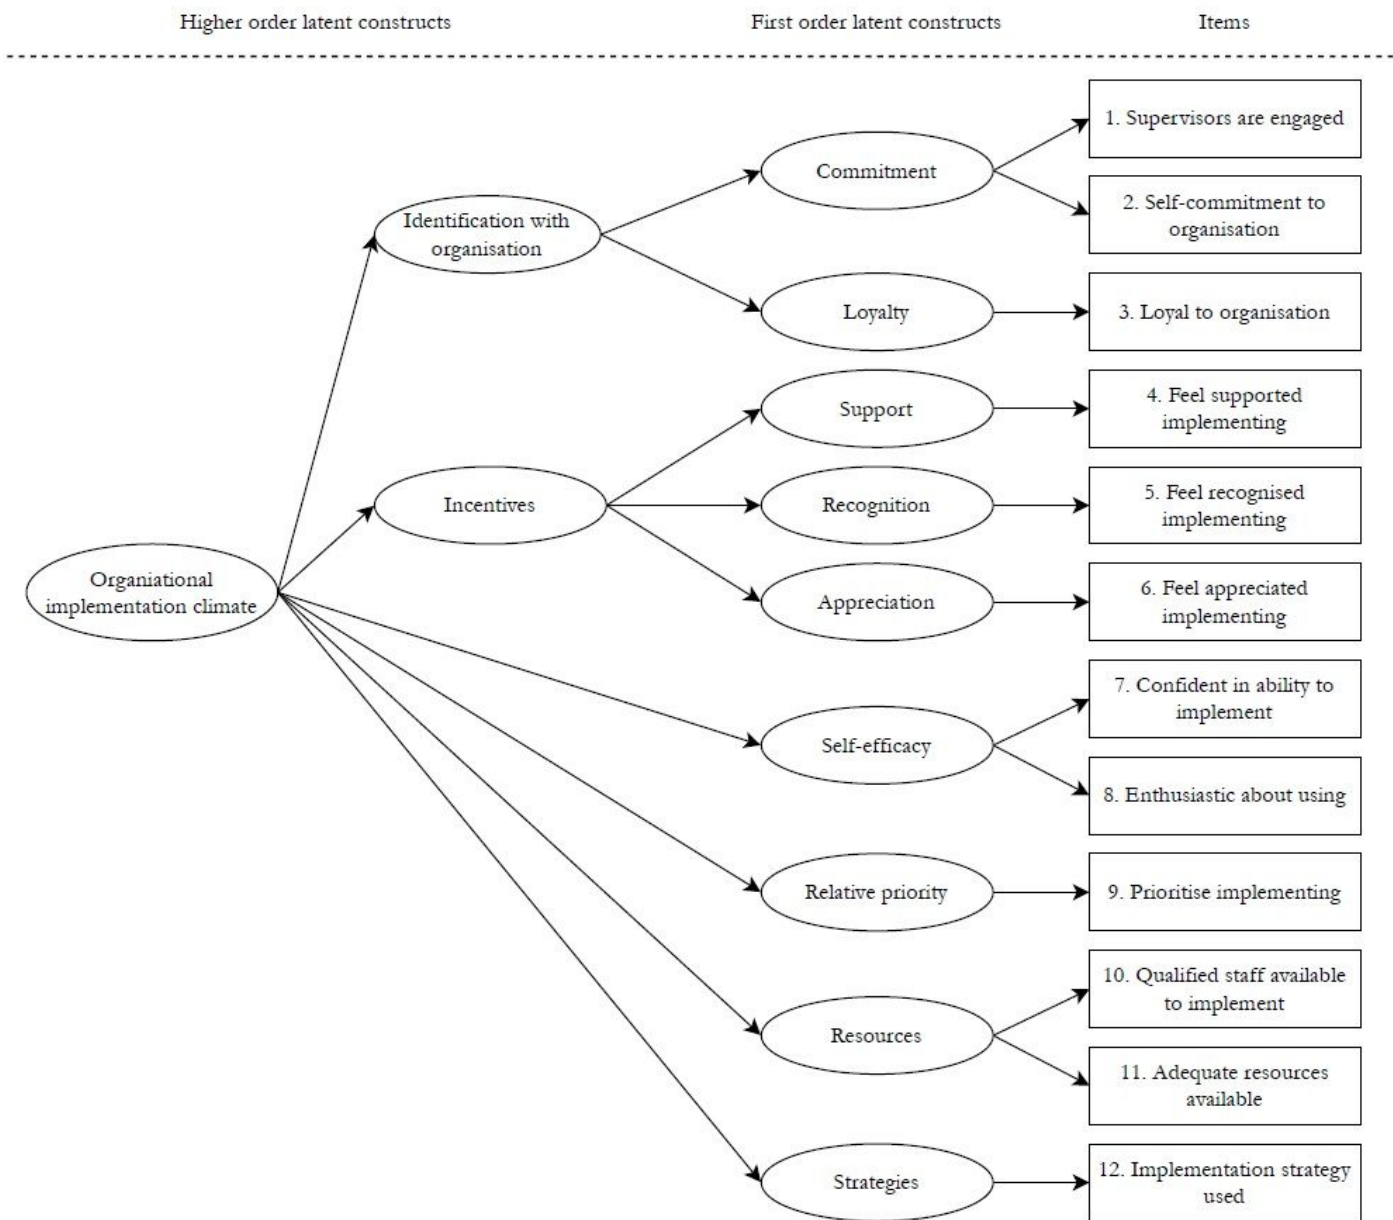 Higher order latent constructs
First order latent constructs
Items
Organiational
implementation climate
Identification with
organisation
Incentives
Commitment
Loyalty
Support
Recognition
Appreciation
Self-efficacy
Relative priority
Resources
Strategies
1. Supervisors are engaged
2. Self-commitment to
organisation
3. Loyal to organisation
4. Feel supported
implementing
5. Feel recognised
implementing
6. Feel appreciated
implementing
7. Confident in ability to
implement
8. Enthusiastic about using
9. Prioritise implementing
10. Qualified staff available
to implement
11. Adequate resources
available
12. Implementation strategy
used